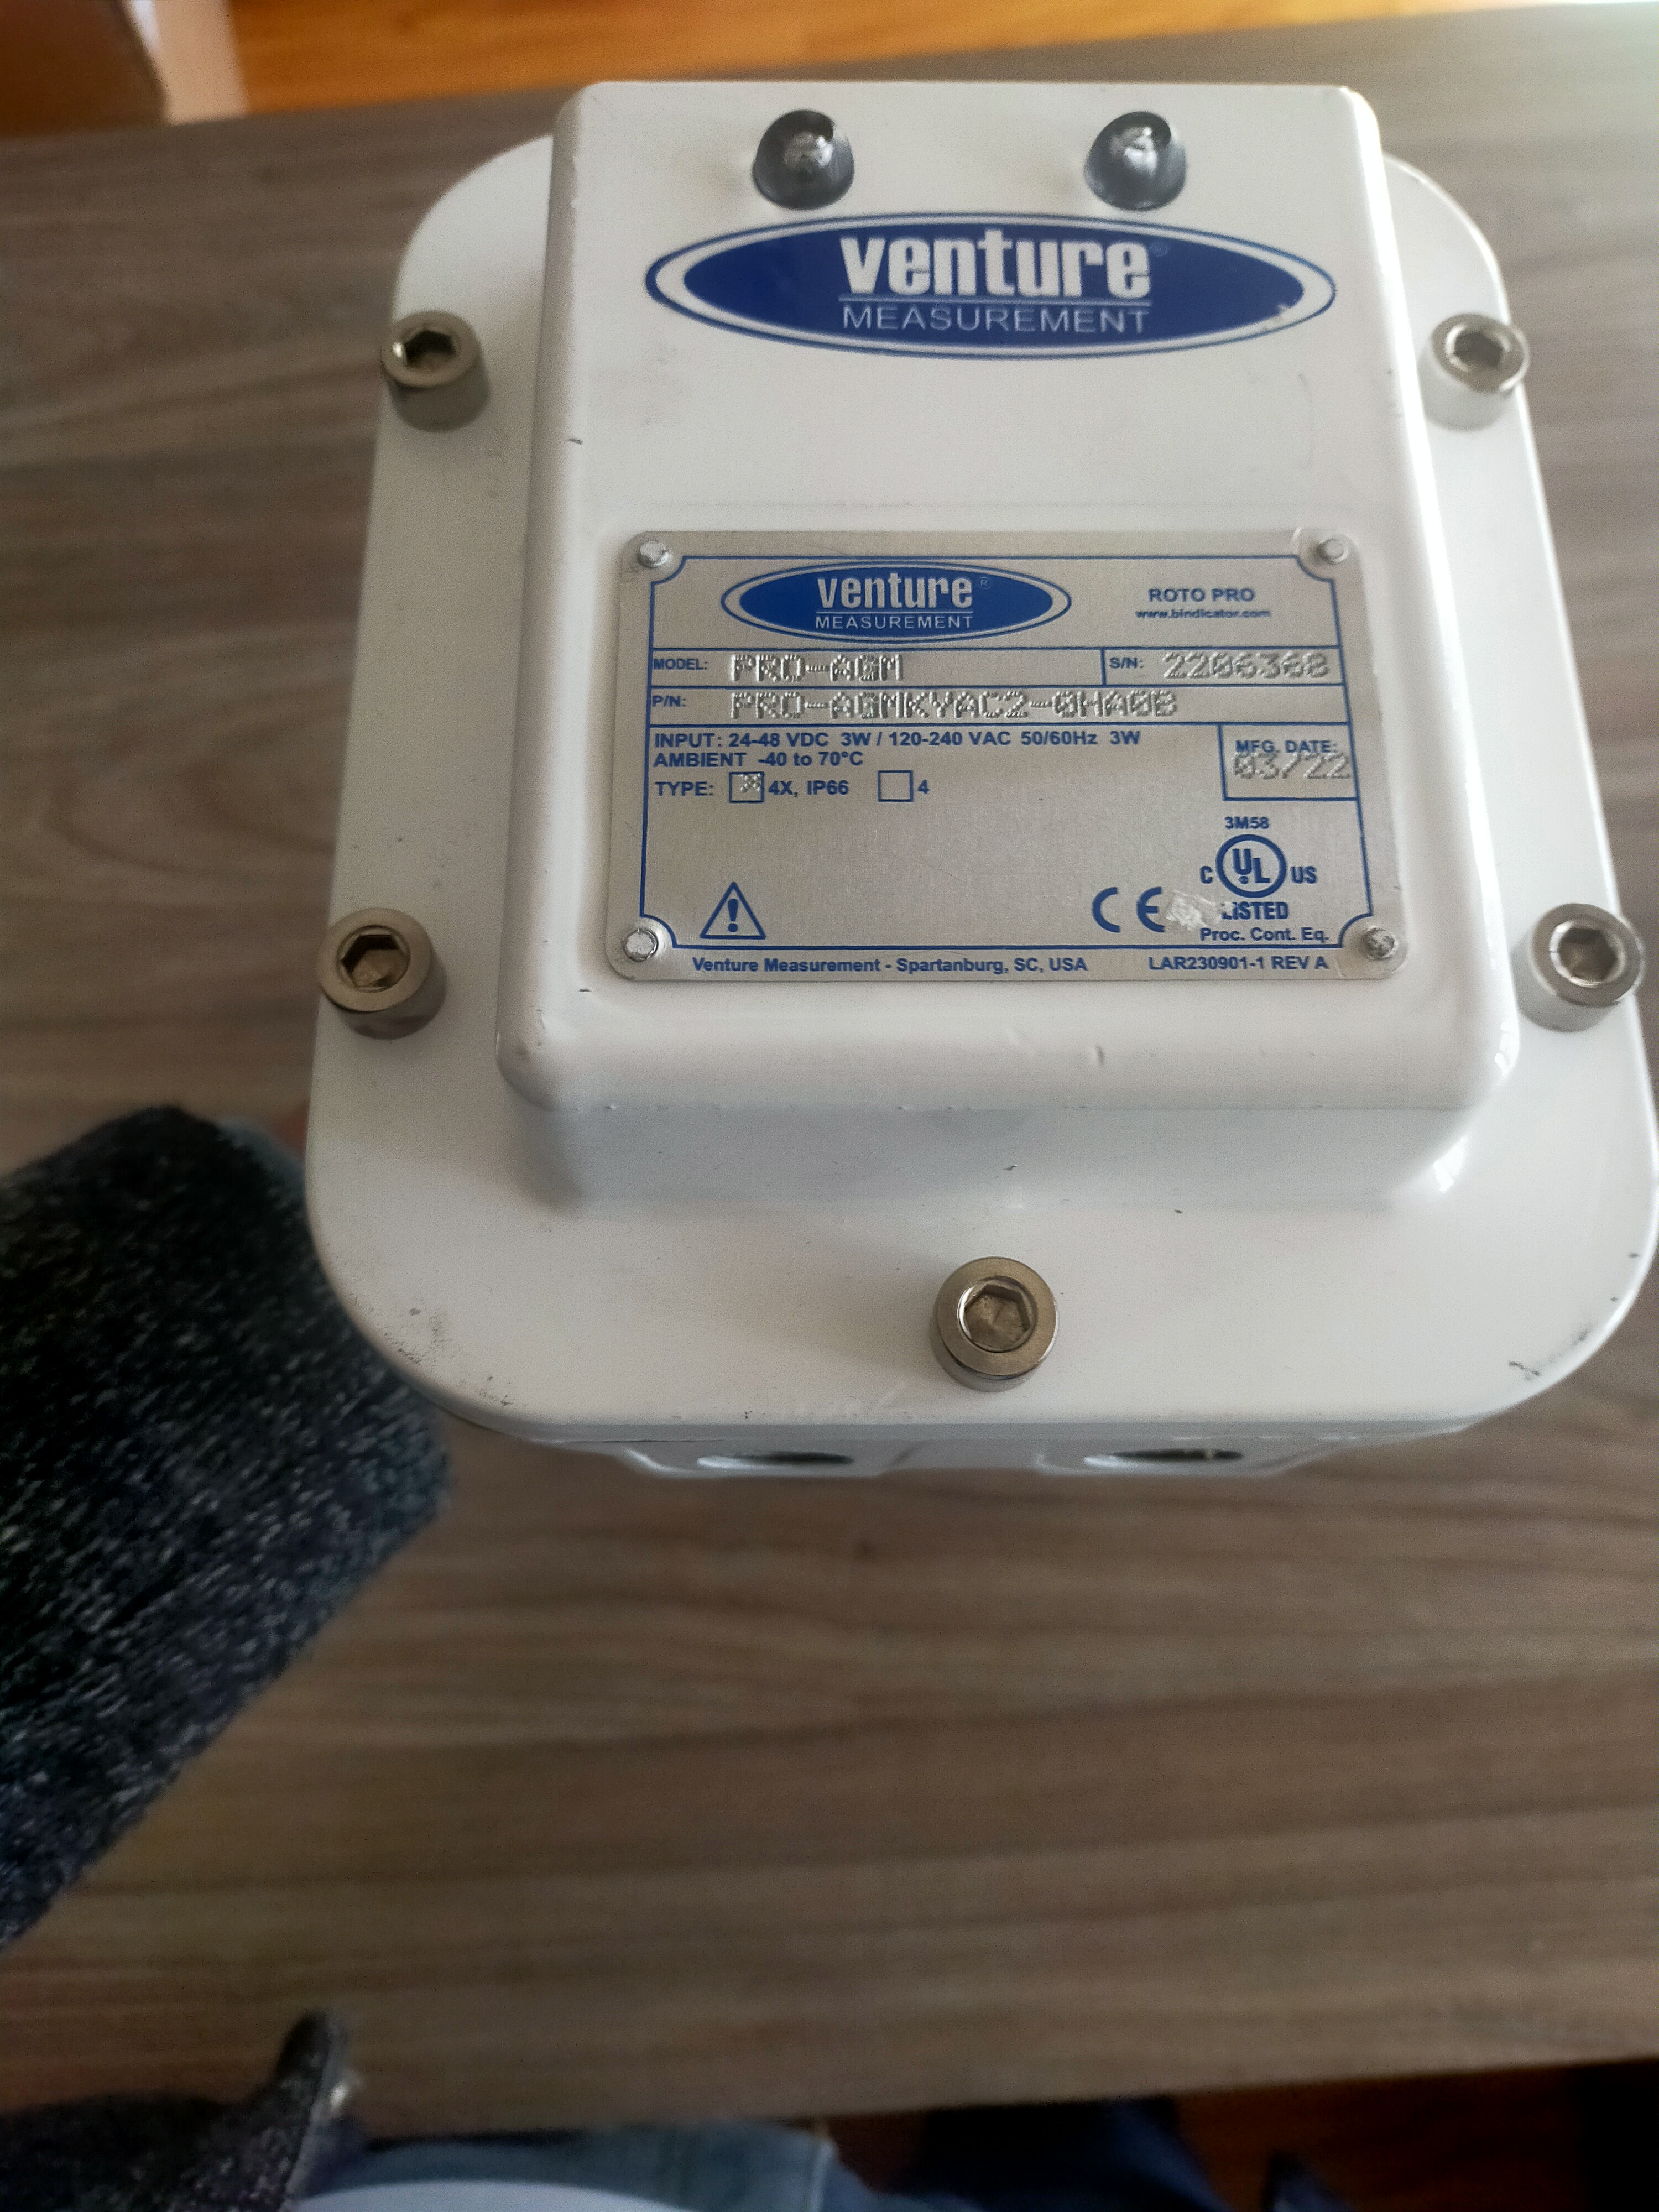 venture®
MEASUREMENT
venture®
MEASUREMENT
ROTO PRO
www.bindicator.com
MODEL: PRO-AGM S/N: 2206368
P/N: PRO-AGMKYAC2-0HA0B
INPUT: 24-48 VDC 3W / 120-240 VAC 50/60Hz 3W
AMBIENT -40 to 70°C
MFG. DATE:
03/22
TYPE: 4X, IP66 4
3M58
C UL US
CE LISTED
Proc. Cont. Eq.
Venture Measurement - Spartanburg, SC, USA LAR230901-1 REV A